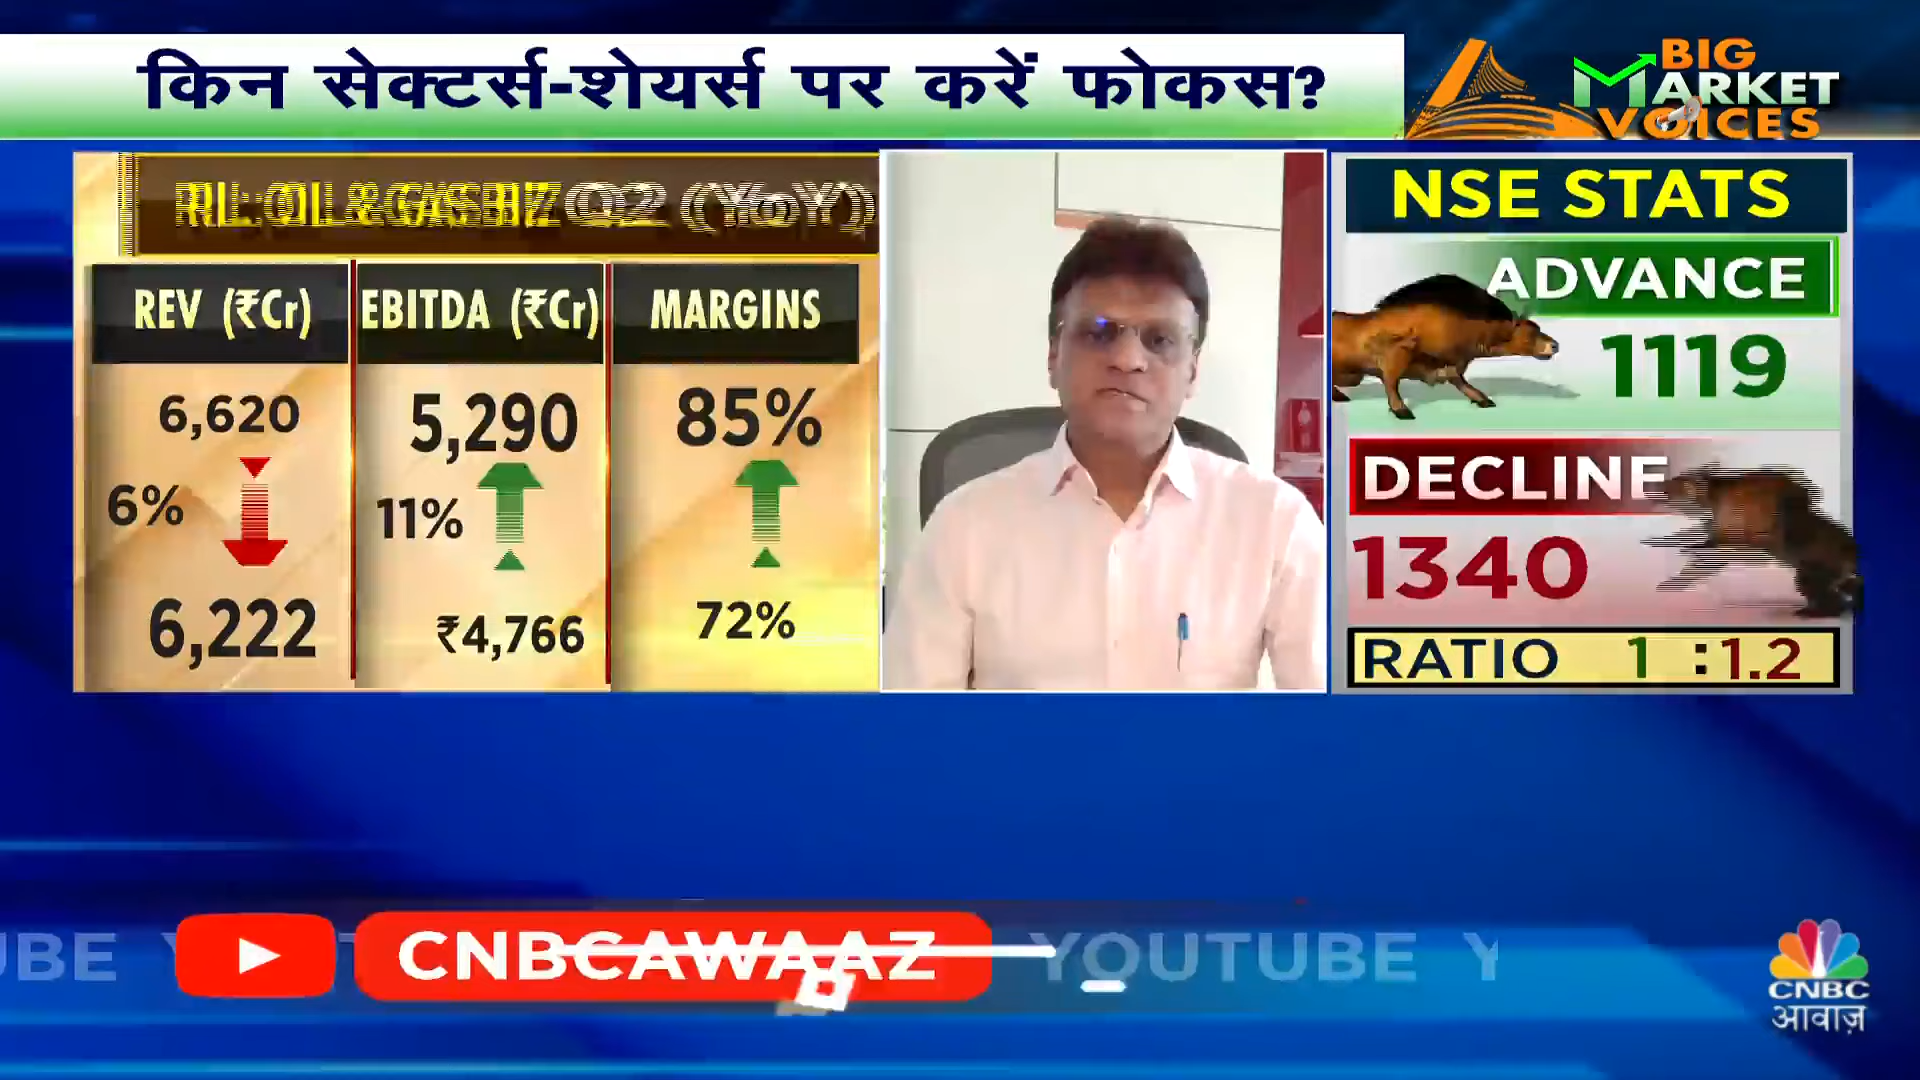 किन सेक्टर्स-शेयर्स पर करें फोकस?
BIG
MARKET
VOICES
RIL: OIL & GAS BIZ Q2 (YoY)
REV (₹Cr)
EBITDA (₹Cr)
MARGINS
6,620
5,290
85%
6%
11%
6,222
₹4,766
72%
NSE STATS
ADVANCE
1119
DECLINE
1340
RATIO 1 : 1.2
UBE
CNBCAWAAZ
YOUTUBE Y
CNBC
आवाज़